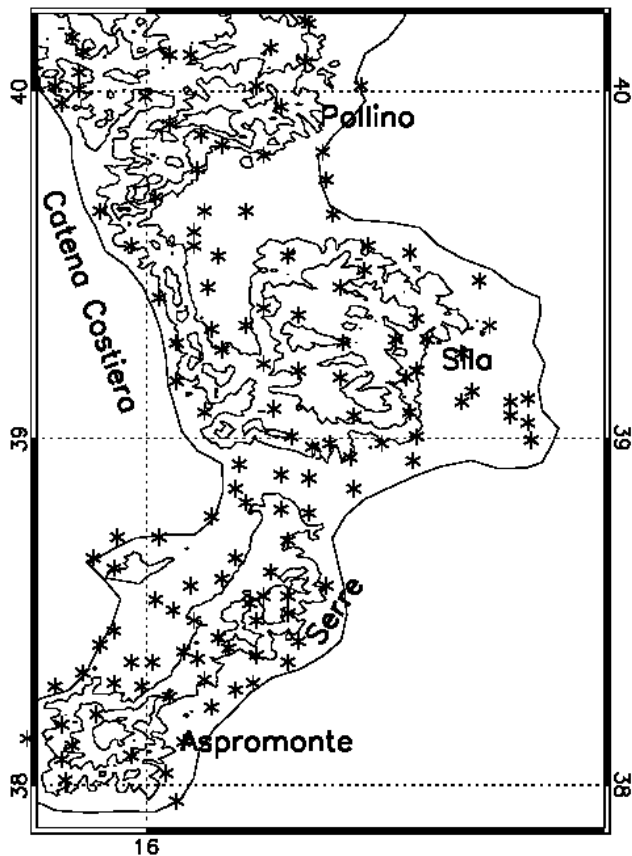 40
40
Pollino
Catena Costiera
Sila
39
39
Serre
Aspromonte
38
38
16